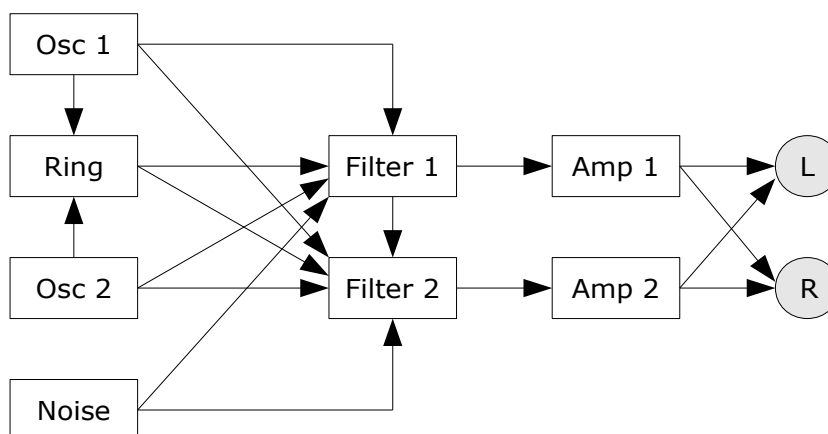 Osc 1
Ring
Filter 1
Amp 1
L
Osc 2
Filter 2
Amp 2
R
Noise